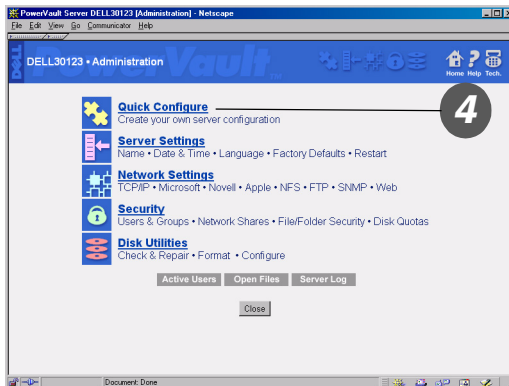 PowerVault Server DELL30123 [Administration] - Netscape
File Edit View Go Communicator Help
DELL
PowerVault
DELL30123 • Administration
Home Help Tech.
Quick Configure
4
Create your own server configuration
Server Settings
Name • Date & Time • Language • Factory Defaults • Restart
Network Settings
TCP/IP • Microsoft • Novell • Apple • NFS • FTP • SNMP • Web
Security
Users & Groups • Network Shares • File/Folder Security • Disk Quotas
Disk Utilities
Check & Repair • Format • Configure
Active Users Open Files Server Log
Close
Document: Done